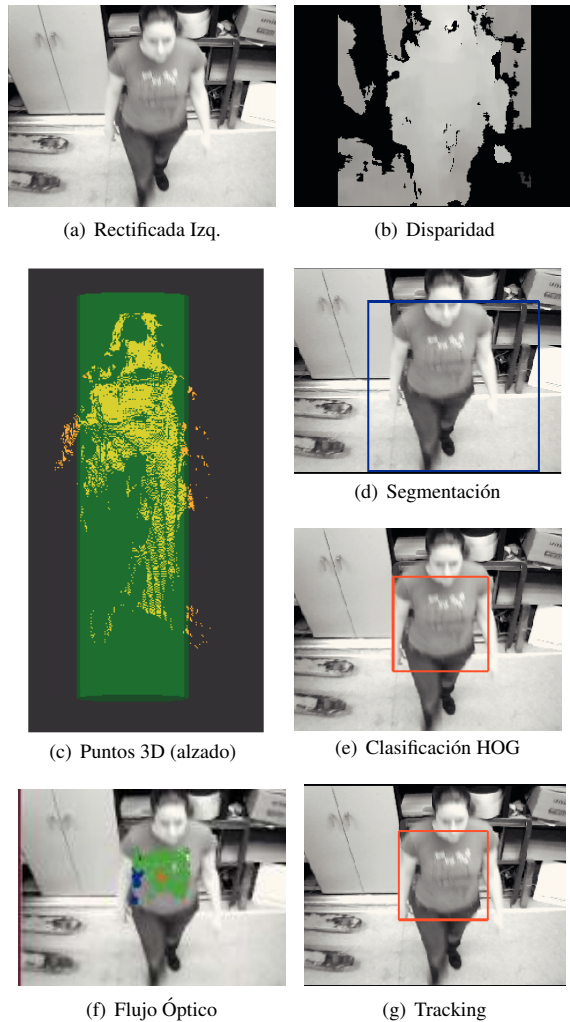 (a) Rectificada Izq.
(b) Disparidad
(c) Puntos 3D (alzado)
(d) Segmentación
(e) Clasificación HOG
(f) Flujo Óptico
(g) Tracking